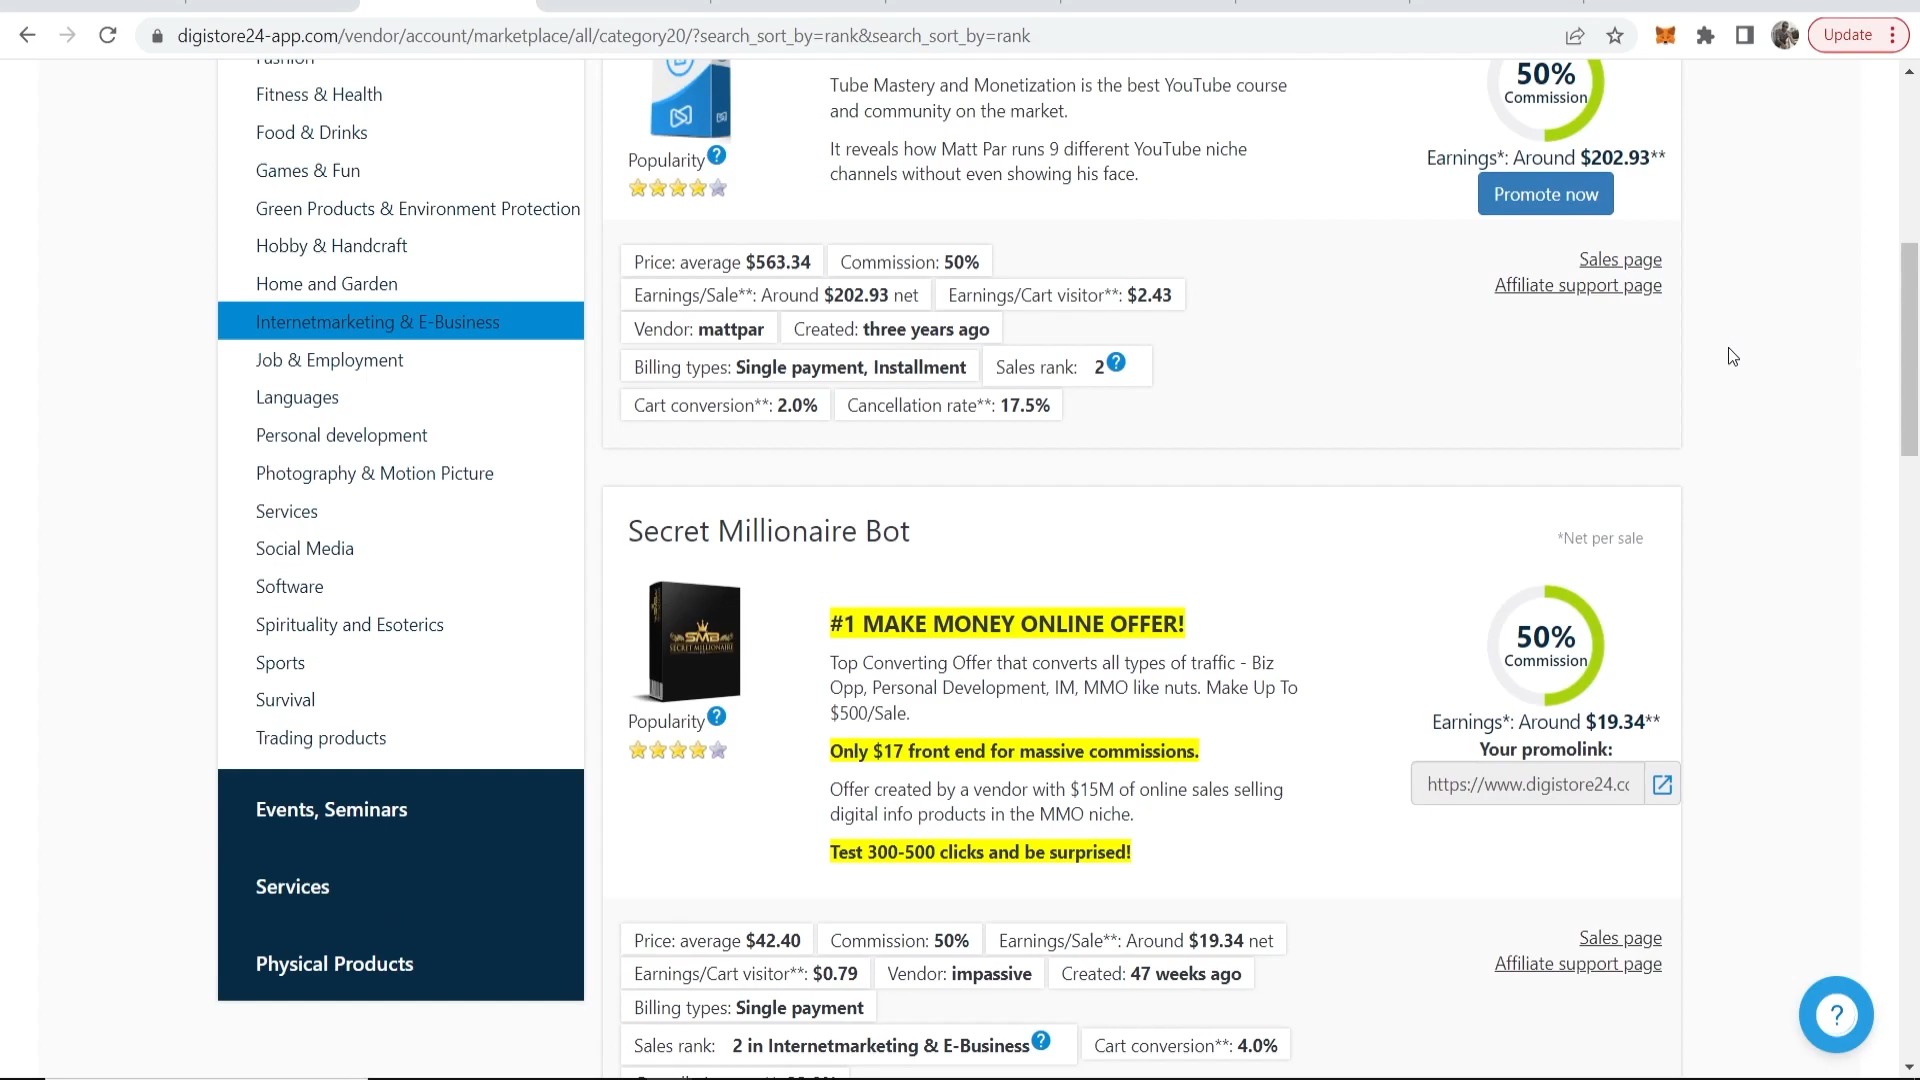 digistore24-app.com/vendor/account/marketplace/all/category20/?search_sort_by=rank&search_sort_by=rank
Update
Fashion
Fitness & Health
Food & Drinks
Games & Fun
Green Products & Environment Protection
Hobby & Handcraft
Home and Garden
Internetmarketing & E-Business
Job & Employment
Languages
Personal development
Photography & Motion Picture
Services
Social Media
Software
Spirituality and Esoterics
Sports
Survival
Trading products
Events, Seminars
Services
Physical Products
Popularity
Tube Mastery and Monetization is the best YouTube course
and community on the market.
It reveals how Matt Par runs 9 different YouTube niche
channels without even showing his face.
50%
Commission
Earnings*: Around $202.93**
Promote now
Price: average $563.34 Commission: 50%
Earnings/Sale**: Around $202.93 net Earnings/Cart visitor**: $2.43
Vendor: mattpar Created: three years ago
Billing types: Single payment, Installment Sales rank: 2
Cart conversion**: 2.0% Cancellation rate**: 17.5%
Sales page
Affiliate support page
Secret Millionaire Bot
*Net per sale
SMB
SECRET MILLIONAIRE
Popularity
#1 MAKE MONEY ONLINE OFFER!
Top Converting Offer that converts all types of traffic - Biz
Opp, Personal Development, IM, MMO like nuts. Make Up To
$500/Sale.
Only $17 front end for massive commissions.
Offer created by a vendor with $15M of online sales selling
digital info products in the MMO niche.
Test 300-500 clicks and be surprised!
50%
Commission
Earnings*: Around $19.34**
Your promolink:
https://www.digistore24.cc
Price: average $42.40 Commission: 50% Earnings/Sale**: Around $19.34 net
Earnings/Cart visitor**: $0.79 Vendor: impassive Created: 47 weeks ago
Billing types: Single payment
Sales rank: 2 in Internetmarketing & E-Business Cart conversion**: 4.0%
Sales page
Affiliate support page